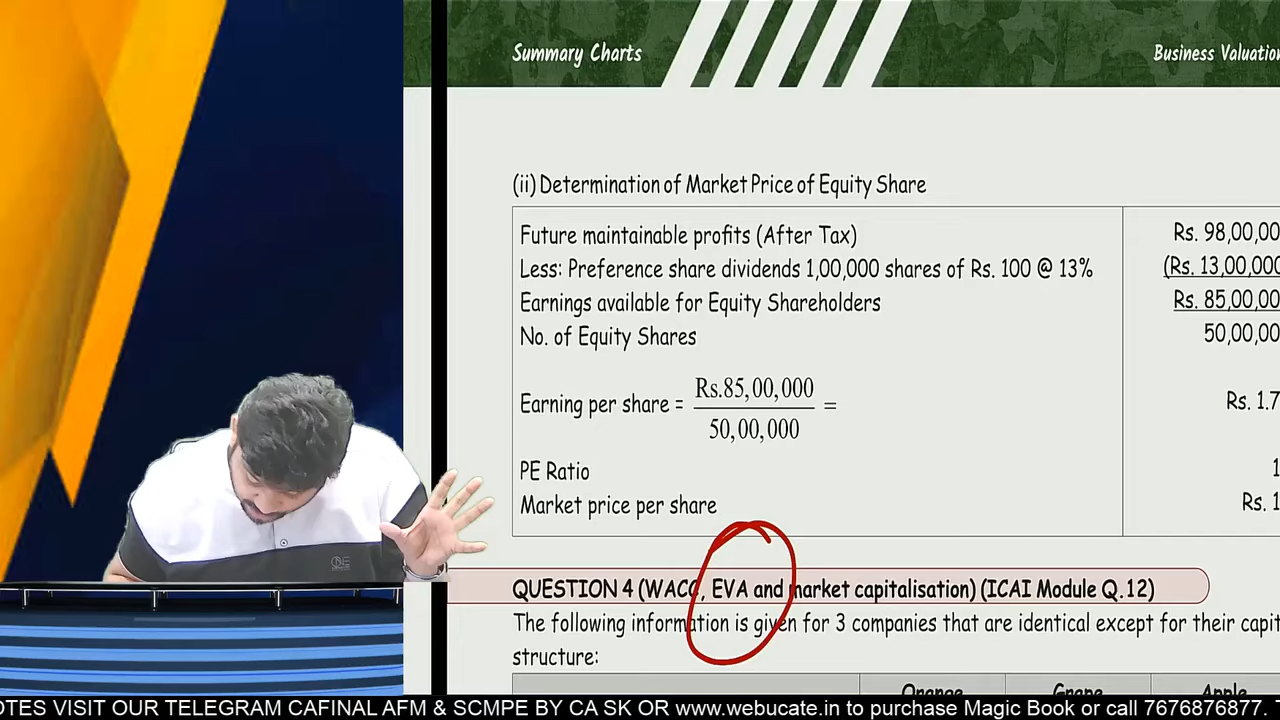 Summary Charts
Business Valuation
(ii) Determination of Market Price of Equity Share
Future maintainable profits (After Tax) Rs. 98,00,00
Less: Preference share dividends 1,00,000 shares of Rs. 100 @ 13% (Rs. 13,00,000
Earnings available for Equity Shareholders Rs. 85,00,00
No. of Equity Shares 50,00,00
Earning per share = Rs.85,00,000 / 50,00,000 = Rs. 1.7
PE Ratio 1
Market price per share Rs. 1
QUESTION 4 (WACC, EVA and market capitalisation) (ICAI Module Q.12)
The following information is given for 3 companies that are identical except for their capit
structure:
Orange Grape Apple
OTES VISIT OUR TELEGRAM CAFINAL AFM & SCMPE BY CA SK OR www.webucate.in to purchase Magic Book or call 7676876877.